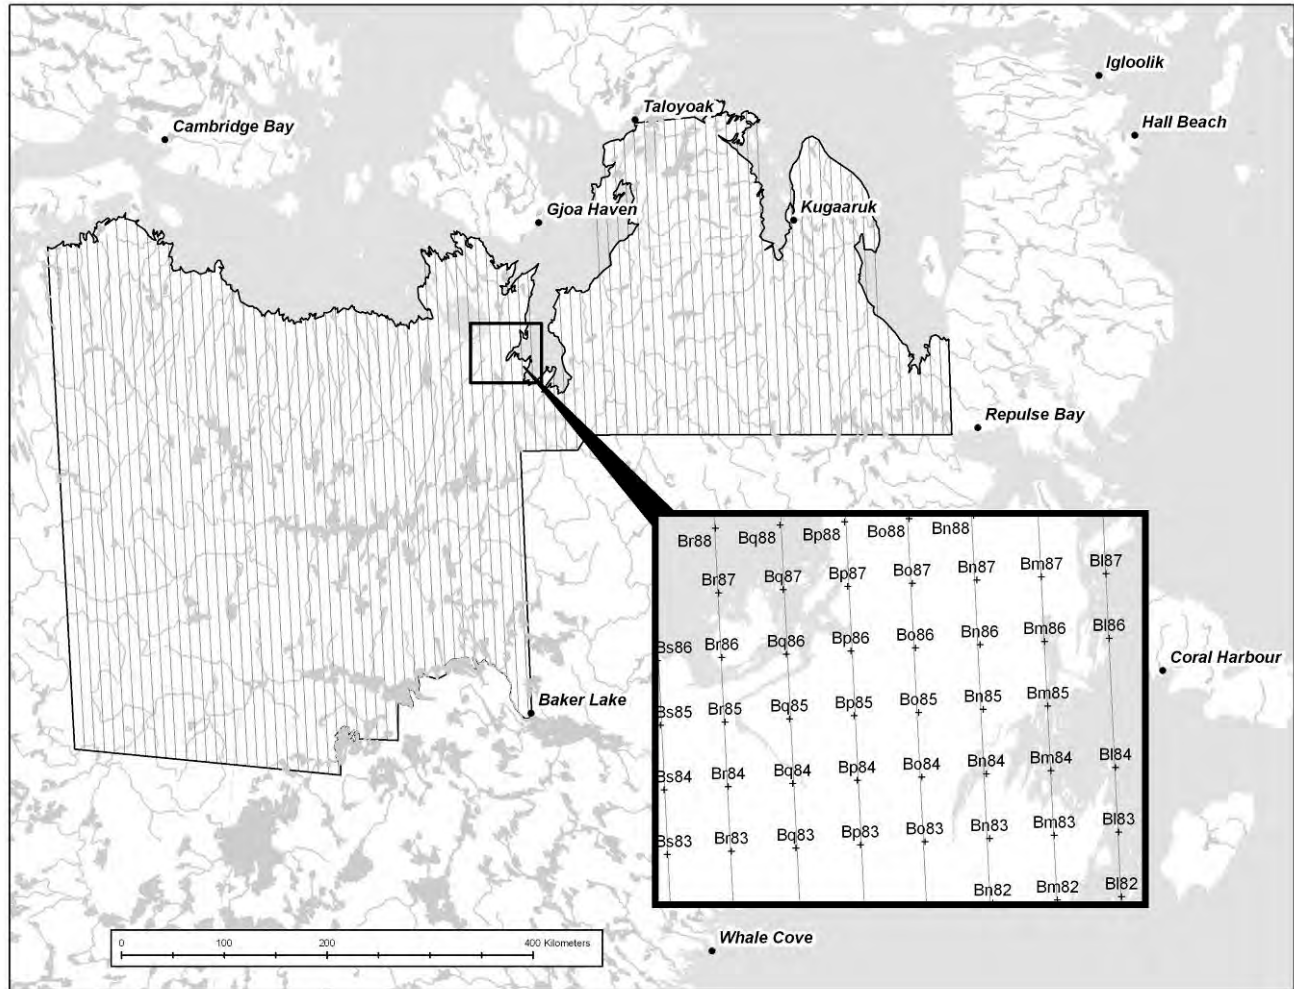 Igloolik
Taloyoak
Cambridge Bay
Hall Beach
Gjoa Haven
Kugaaruk
Repulse Bay
Br88 Bq88 Bp88 Bo88 Bn88
Br87 Bq87 Bp87 Bo87 Bn87 Bm87 Bl87
Bs86 Br86 Bq86 Bp86 Bo86 Bn86 Bm86 Bl86
Bs85 Br85 Bq85 Bp85 Bo85 Bn85 Bm85
Bs84 Br84 Bq84 Bp84 Bo84 Bn84 Bm84 Bl84
Bs83 Br83 Bq83 Bp83 Bo83 Bn83 Bm83 Bl83
Bn82 Bm82 Bl82
Coral Harbour
Baker Lake
Whale Cove
0 100 200 400 Kilometers